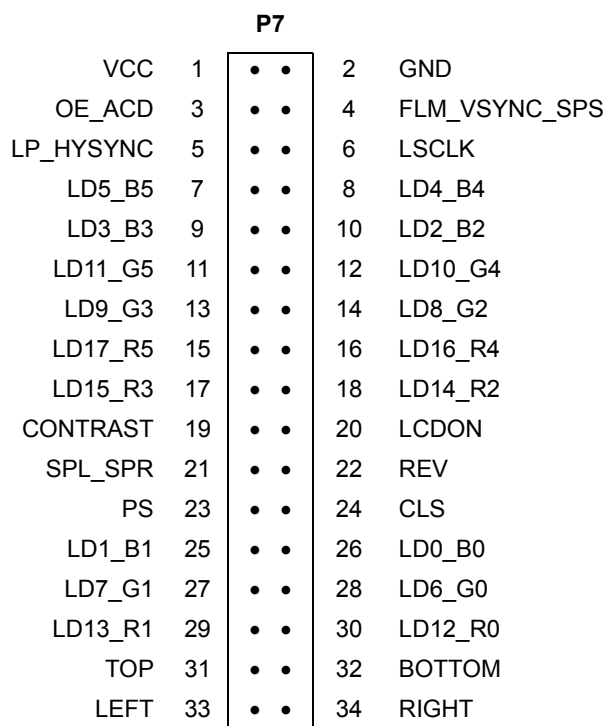 P7
VCC 1 2 GND
OE_ACD 3 4 FLM_VSYNC_SPS
LP_HYSYNC 5 6 LSCLK
LD5_B5 7 8 LD4_B4
LD3_B3 9 10 LD2_B2
LD11_G5 11 12 LD10_G4
LD9_G3 13 14 LD8_G2
LD17_R5 15 16 LD16_R4
LD15_R3 17 18 LD14_R2
CONTRAST 19 20 LCDON
SPL_SPR 21 22 REV
PS 23 24 CLS
LD1_B1 25 26 LD0_B0
LD7_G1 27 28 LD6_G0
LD13_R1 29 30 LD12_R0
TOP 31 32 BOTTOM
LEFT 33 34 RIGHT